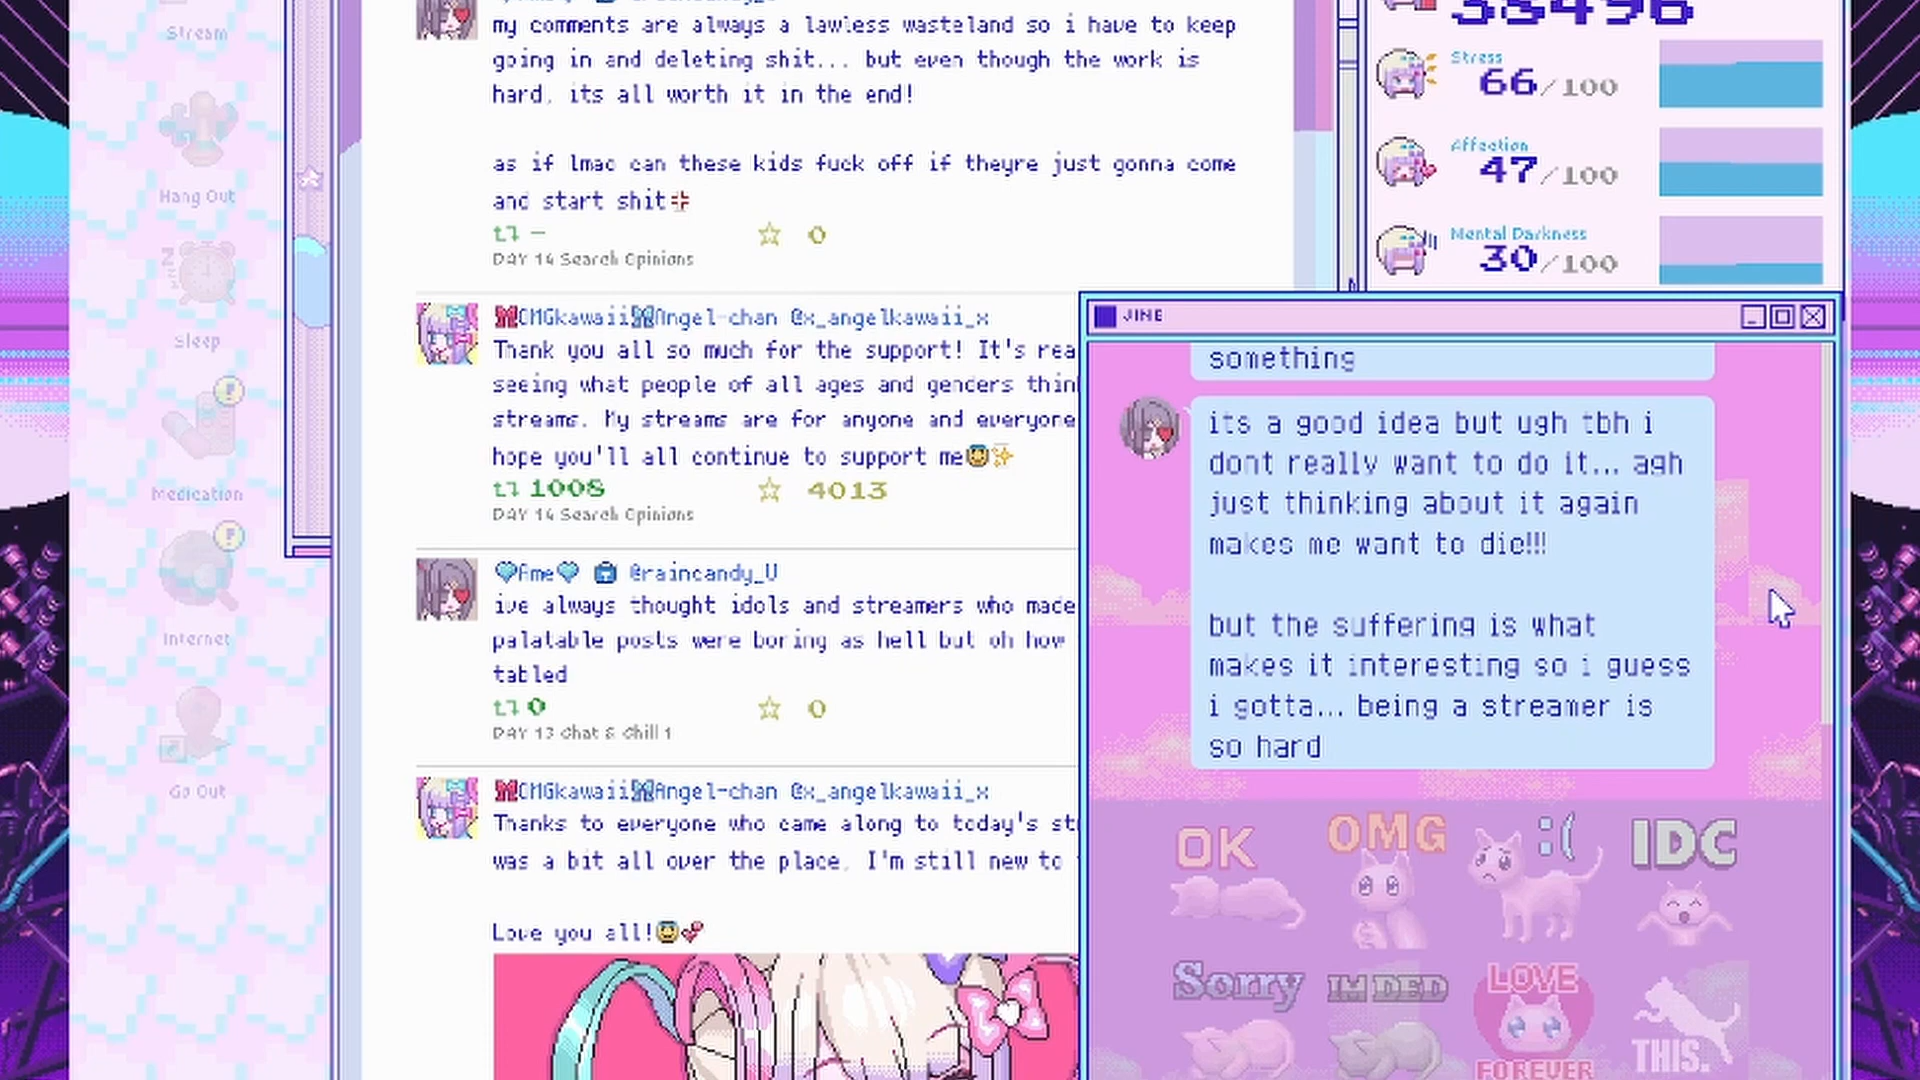 Stream
Hang Out
Sleep
Medication
Internet
Go Out
my comments are always a lawless wasteland so i have to keep
going in and deleting shit... but even though the work is
hard, its all worth it in the end!
as if lmao can these kids fuck off if theyre just gonna come
and start shit
-
0
DAY 14 Search Opinions
OMGkawaii Angel-chan @x_angelkawaii_x
Thank you all so much for the support! It's rea
seeing what people of all ages and genders think
streams. My streams are for anyone and everyone
hope you'll all continue to support me
1008
4013
DAY 14 Search Opinions
Ame @raincandy_U
ive always thought idols and streamers who made
palatable posts were boring as hell but oh how
tabled
0
0
DAY 13 Chat & Chill 1
OMGkawaii Angel-chan @x_angelkawaii_x
Thanks to everyone who came along to today's st
was a bit all over the place, I'm still new to
Love you all!
38496
Stress
66/100
Affection
47/100
Mental Darkness
30/100
JINE
something
its a good idea but ugh tbh i
dont really want to do it... agh
just thinking about it again
makes me want to die!!!
but the suffering is what
makes it interesting so i guess
i gotta... being a streamer is
so hard
OK
OMG
:(
IDC
Sorry
IM DED
LOVE
FOREVER
THIS.